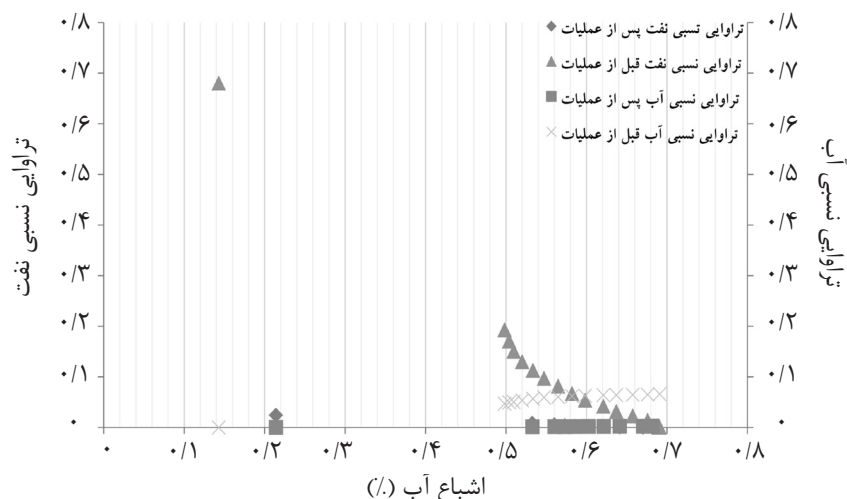 ۰/۸
۰/۷
۰/۶
۰/۵
۰/۴
۰/۳
۰/۲
۰/۱
۰
تراوایی نسبی نفت
تراوایی تسبی نفت پس از عملیات
تراوایی نسبی نفت قبل از عملیات
تراوایی نسبی آب پس از عملیات
تراوایی نسبی آب قبل از عملیات
۰/۸
۰/۷
۰/۶
۰/۵
۰/۴
۰/۳
۰/۲
۰/۱
۰
تراوایی نسبی آب
۰ ۰/۱ ۰/۲ ۰/۳ ۰/۴ ۰/۵ ۰/۶ ۰/۷ ۰/۸
اشباع آب (٪)